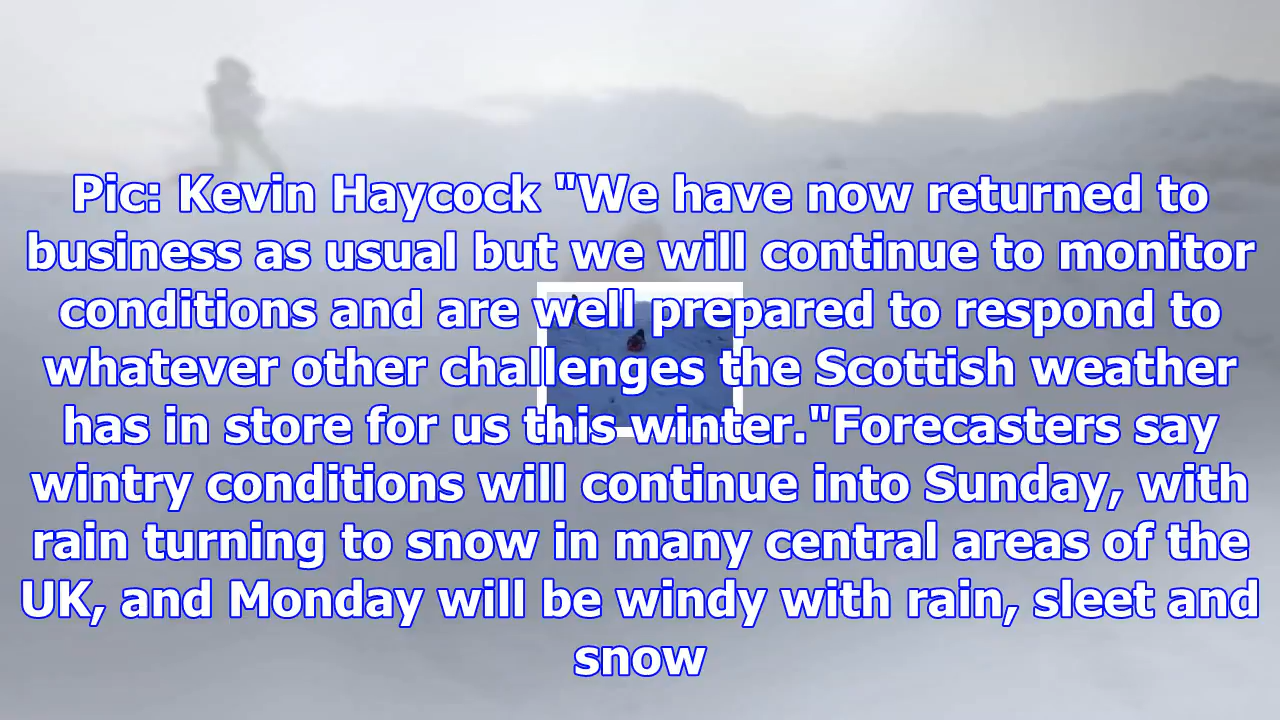 Pic: Kevin Haycock "We have now returned to
business as usual but we will continue to monitor
conditions and are well prepared to respond to
whatever other challenges the Scottish weather
has in store for us this winter."Forecasters say
wintry conditions will continue into Sunday, with
rain turning to snow in many central areas of the
UK, and Monday will be windy with rain, sleet and
snow